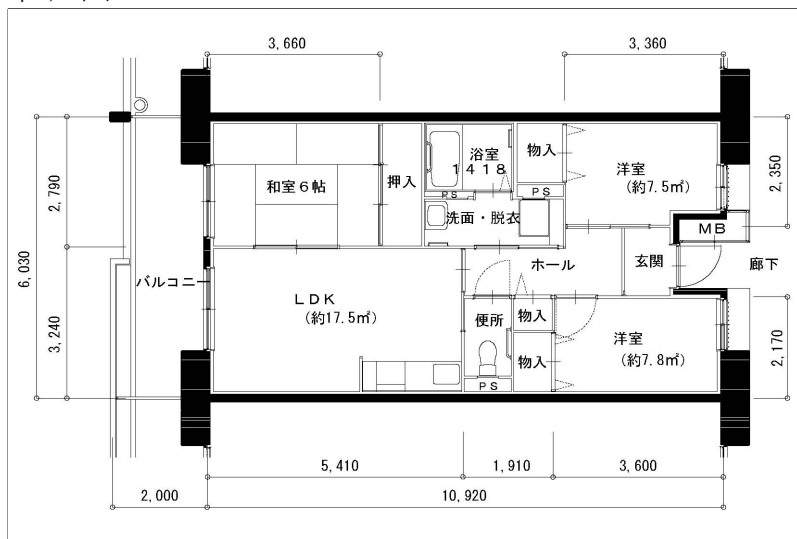 3,660
3,360
和室６帖
押入
浴室
１４１８
物入
洋室
(約7.5㎡)
ＰＳ
ＰＳ
洗面・脱衣
ＭＢ
2,790
6,030
3,240
2,350
バルコニー
ＬＤＫ
(約17.5㎡)
ホール
玄関
廊下
便所
物入
物入
洋室
(約7.8㎡)
ＰＳ
2,170
5,410
1,910
3,600
2,000
10,920